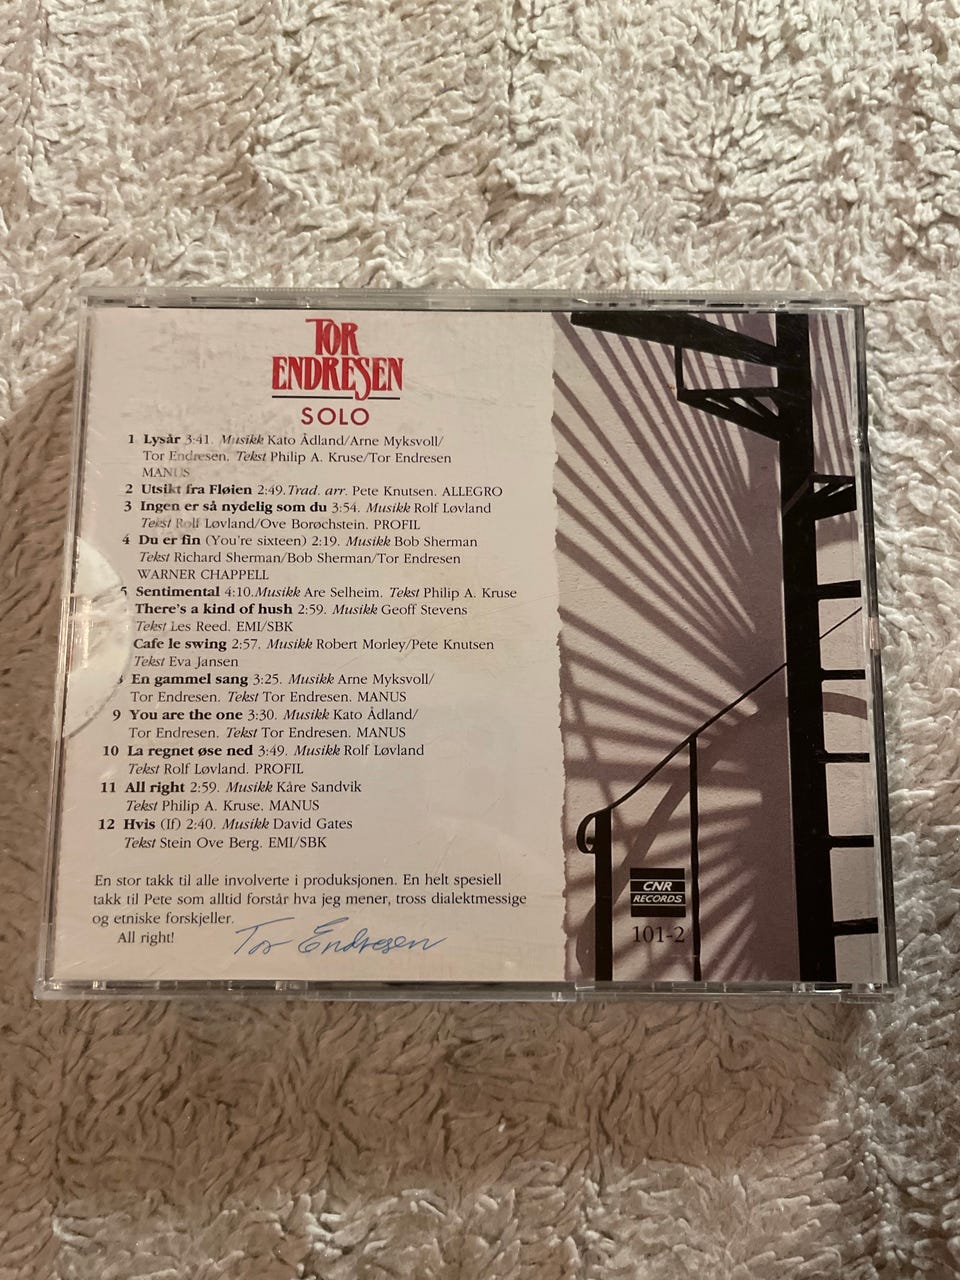 TOR
ENDRESEN
SOLO
1 Lysår 3:41. Musikk Kato Ådland/Arne Myksvoll/
Tor Endresen. Tekst Philip A. Kruse/Tor Endresen
MANUS
2 Utsikt fra Fløien 2:49. Trad. arr. Pete Knutsen. ALLEGRO
3 Ingen er så nydelig som du 3:54. Musikk Rolf Løvland
Tekst Rolf Løvland/Ove Borøchstein. PROFIL
4 Du er fin (You're sixteen) 2:19. Musikk Bob Sherman
Tekst Richard Sherman/Bob Sherman/Tor Endresen
WARNER CHAPPELL
5 Sentimental 4:10. Musikk Are Selheim. Tekst Philip A. Kruse
There's a kind of hush 2:59. Musikk Geoff Stevens
Tekst Les Reed. EMI/SBK
Cafe le swing 2:57. Musikk Robert Morley/Pete Knutsen
Tekst Eva Jansen
En gammel sang 3:25. Musikk Arne Myksvoll/
Tor Endresen. Tekst Tor Endresen. MANUS
9 You are the one 3:30. Musikk Kato Ådland/
Tor Endresen. Tekst Tor Endresen. MANUS
10 La regnet øse ned 3:49. Musikk Rolf Løvland
Tekst Rolf Løvland. PROFIL
11 All right 2:59. Musikk Kåre Sandvik
Tekst Philip A. Kruse. MANUS
12 Hvis (If) 2:40. Musikk David Gates
Tekst Stein Ove Berg. EMI/SBK
En stor takk til alle involverte i produksjonen. En helt spesiell
takk til Pete som alltid forstår hva jeg mener, tross dialektmessige
og etniske forskjeller.
All right!
Tor Endresen
CNR
RECORDS
101-2